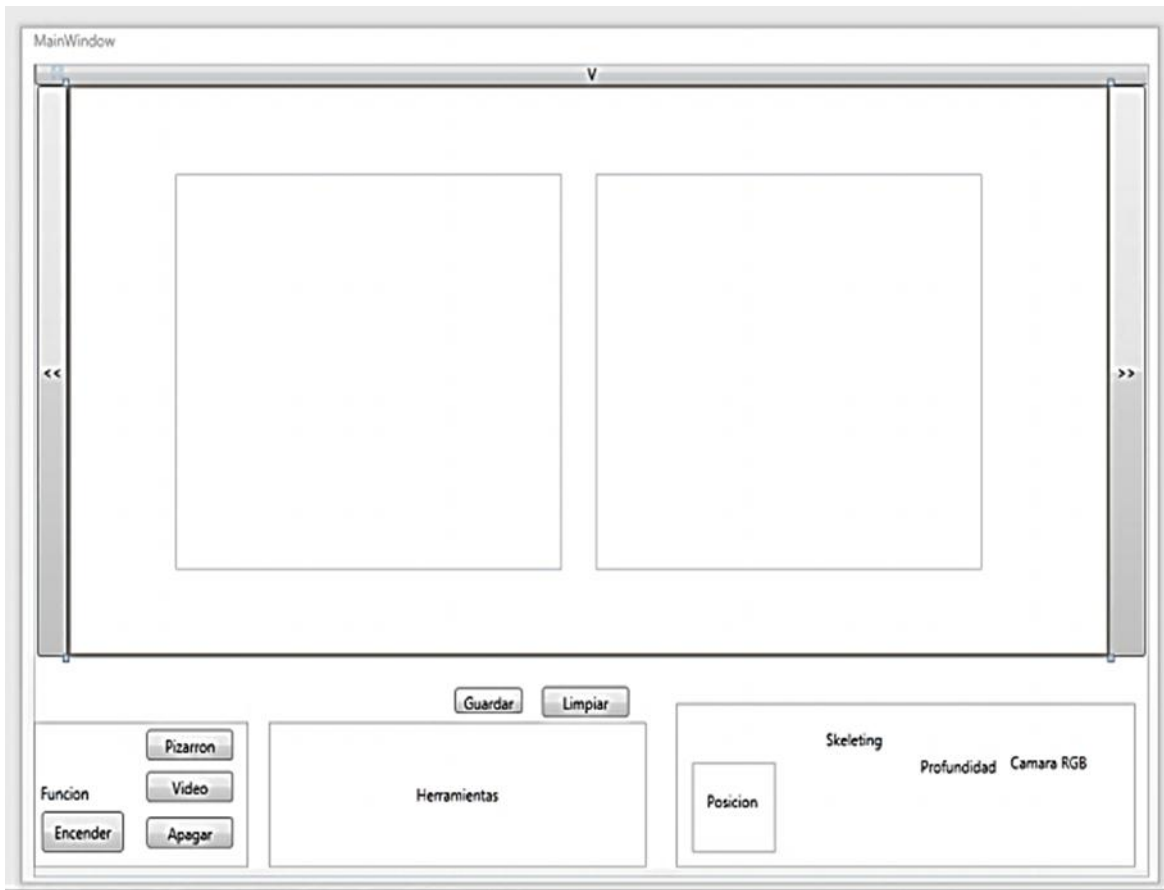 MainWindow
V
<<
>>
Guardar
Limpiar
Pizarron
Funcion
Video
Encender
Apagar
Herramientas
Skeleting
Profundidad
Camara RGB
Posicion